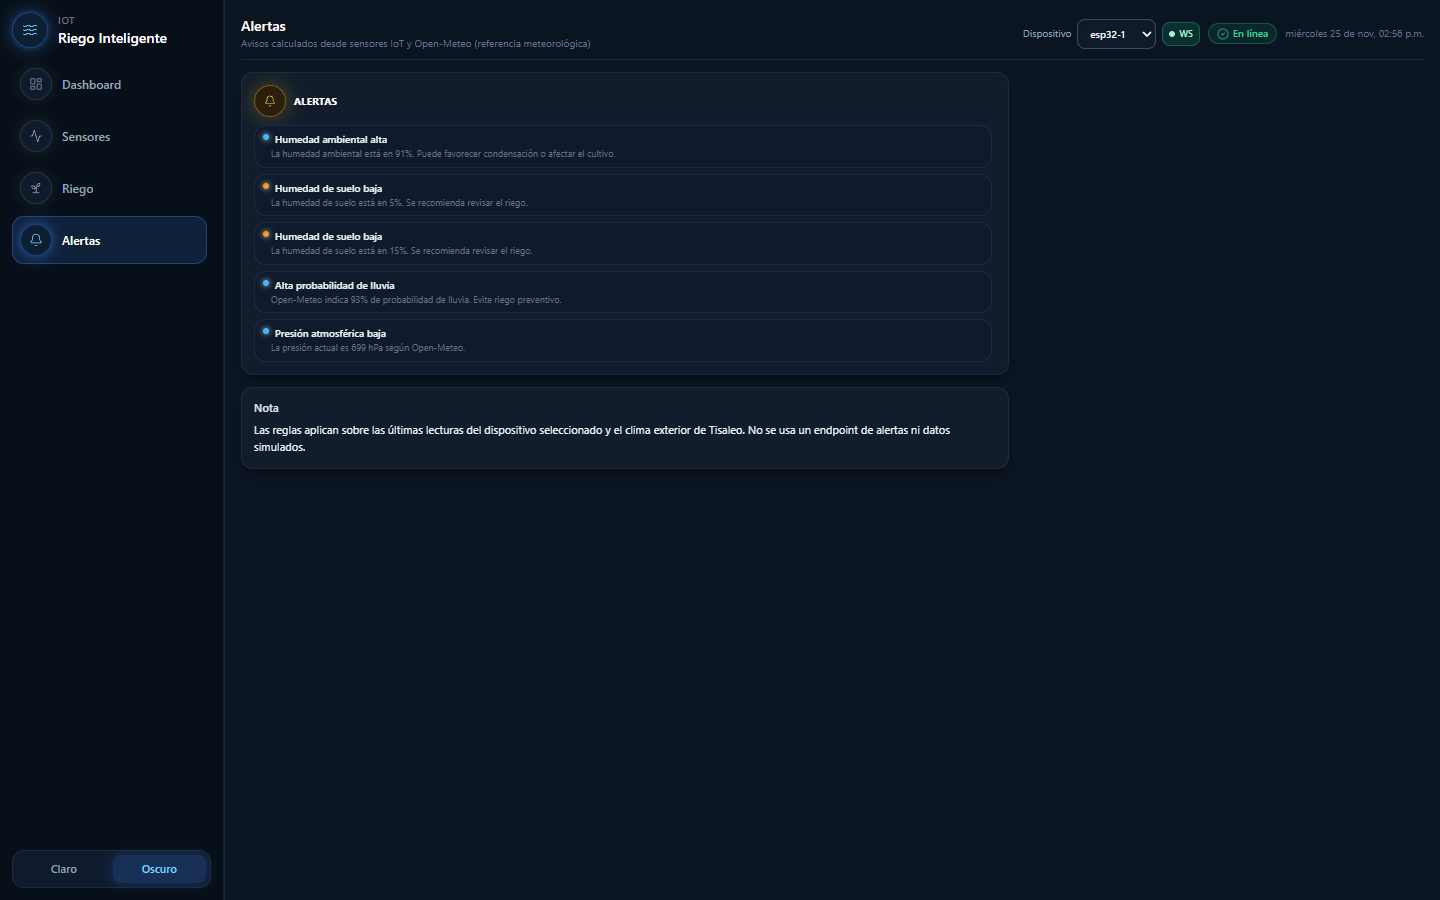 IOT
Riego Inteligente
Dashboard
Sensores
Riego
Alertas
Claro
Oscuro
Alertas
Avisos calculados desde sensores IoT y Open-Meteo (referencia meteorológica)
Dispositivo
esp32-1
WS
En línea
miércoles 25 de nov, 02:56 p.m.
ALERTAS
Humedad ambiental alta
La humedad ambiental está en 91%. Puede favorecer condensación o afectar el cultivo.
Humedad de suelo baja
La humedad de suelo está en 5%. Se recomienda revisar el riego.
Humedad de suelo baja
La humedad de suelo está en 15%. Se recomienda revisar el riego.
Alta probabilidad de lluvia
Open-Meteo indica 93% de probabilidad de lluvia. Evite riego preventivo.
Presión atmosférica baja
La presión actual es 699 hPa según Open-Meteo.
Nota
Las reglas aplican sobre las últimas lecturas del dispositivo seleccionado y el clima exterior de Tisaleo. No se usa un endpoint de alertas ni datos
simulados.